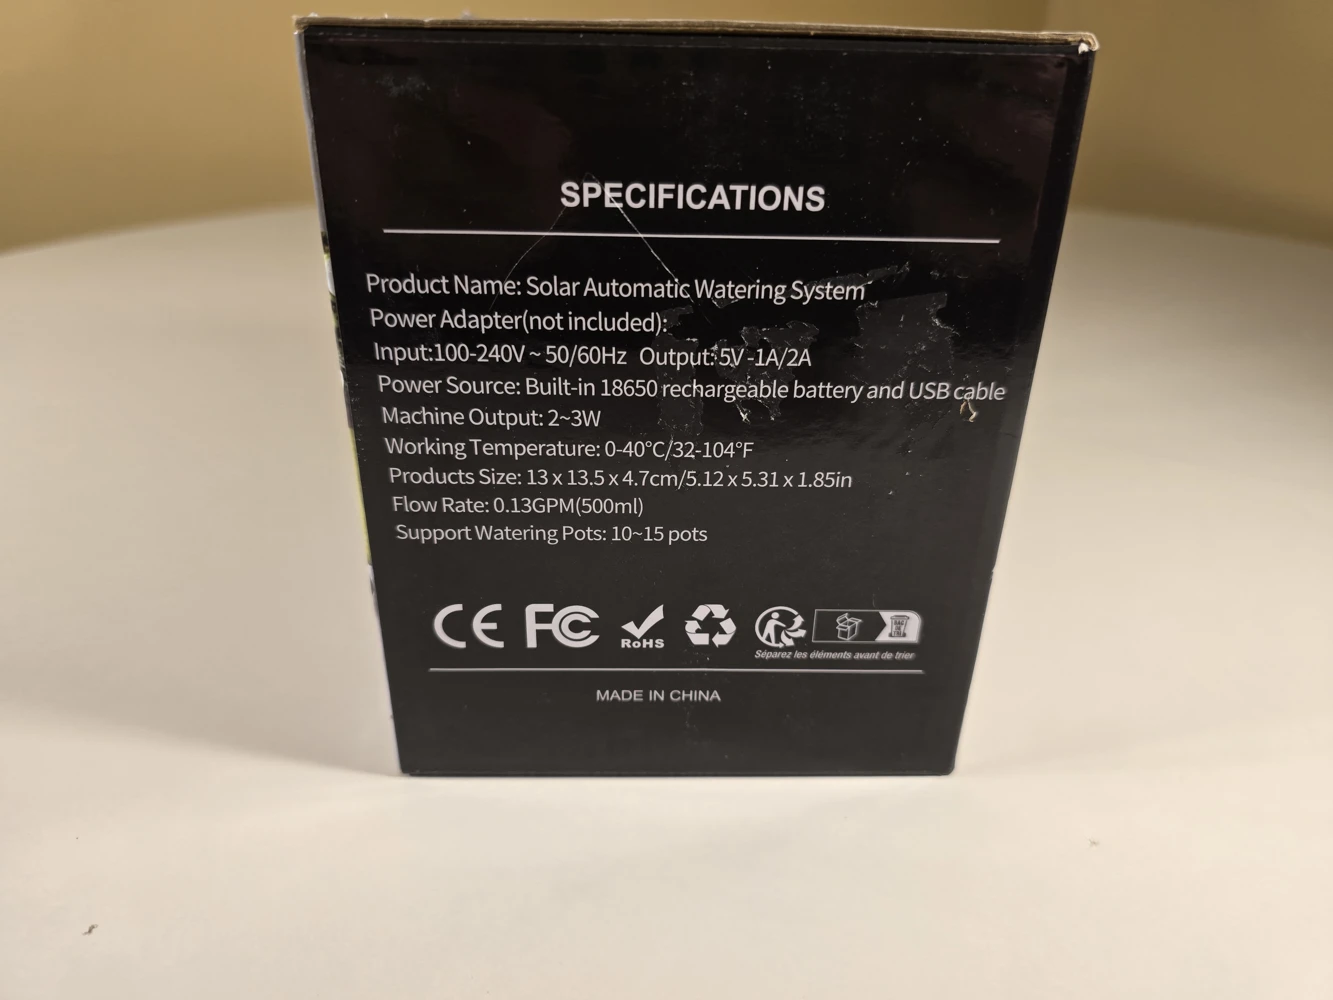 SPECIFICATIONS
Product Name: Solar Automatic Watering System
Power Adapter(not included):
Input:100-240V ~ 50/60Hz Output: 5V -1A/2A
Power Source: Built-in 18650 rechargeable battery and USB cable
Machine Output: 2~3W
Working Temperature: 0-40°C/32-104°F
Products Size: 13 x 13.5 x 4.7cm/5.12 x 5.31 x 1.85in
Flow Rate: 0.13GPM(500ml)
Support Watering Pots: 10~15 pots
CE FC RoHS BAC DE TRI
Séparez les éléments avant de trier
MADE IN CHINA